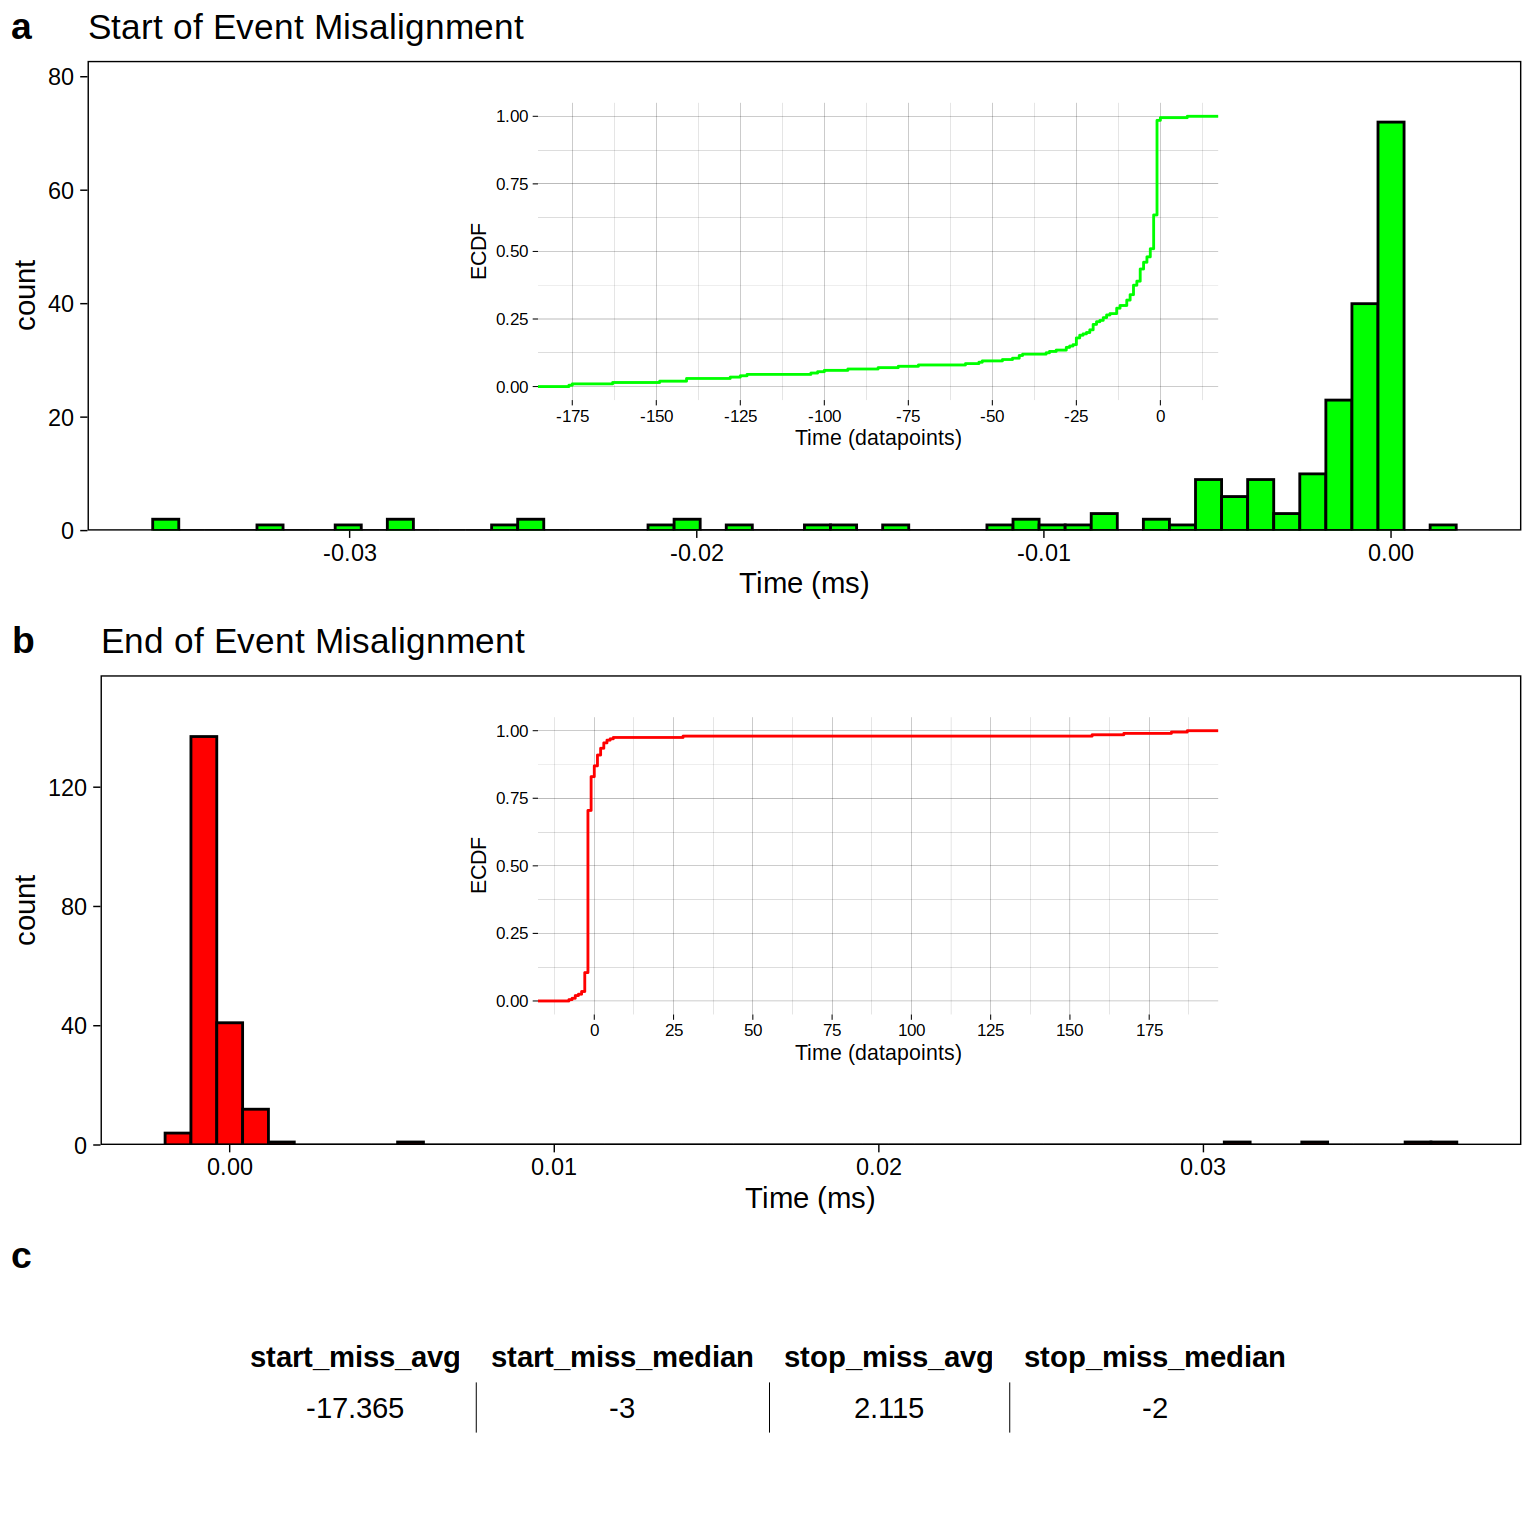 a Start of Event Misalignment
80
60
40
20
0
count
1.00
0.75
0.50
0.25
0.00
ECDF
-175 -150 -125 -100 -75 -50 -25 0
Time (datapoints)
-0.03 -0.02 -0.01 0.00
Time (ms)
b End of Event Misalignment
120
80
40
0
count
1.00
0.75
0.50
0.25
0.00
ECDF
0 25 50 75 100 125 150 175
Time (datapoints)
0.00 0.01 0.02 0.03
Time (ms)
c
start_miss_avg start_miss_median stop_miss_avg stop_miss_median
-17.365 -3 2.115 -2